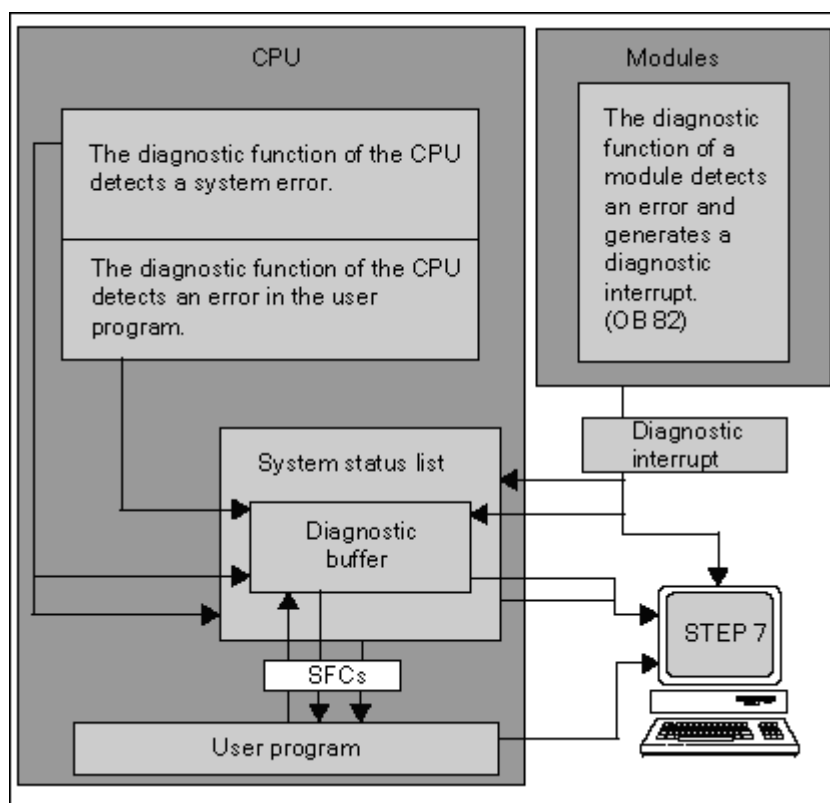 CPU
The diagnostic function of the CPU
detects a system error.
The diagnostic function of the CPU
detects an error in the user
program.
System status list
Diagnostic
buffer
SFCs
User program
Modules
The diagnostic
function of a
module detects
an error and
generates a
diagnostic
interrupt.
(OB 82)
Diagnostic
interrupt
STEP 7